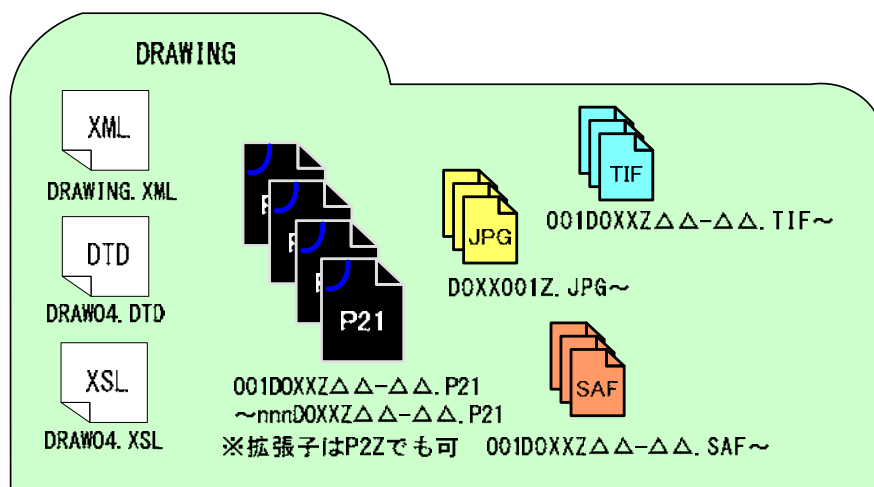 DRAWING
XML
DRAWING.XML
DTD
DRAW04.DTD
XSL
DRAW04.XSL
P21
001D0XXZ△△-△△.P21
～nnnD0XXZ△△-△△.P21
※拡張子はP2Zでも可
JPG
D0XX001Z.JPG～
TIF
001D0XXZ△△-△△.TIF～
SAF
001D0XXZ△△-△△.SAF～